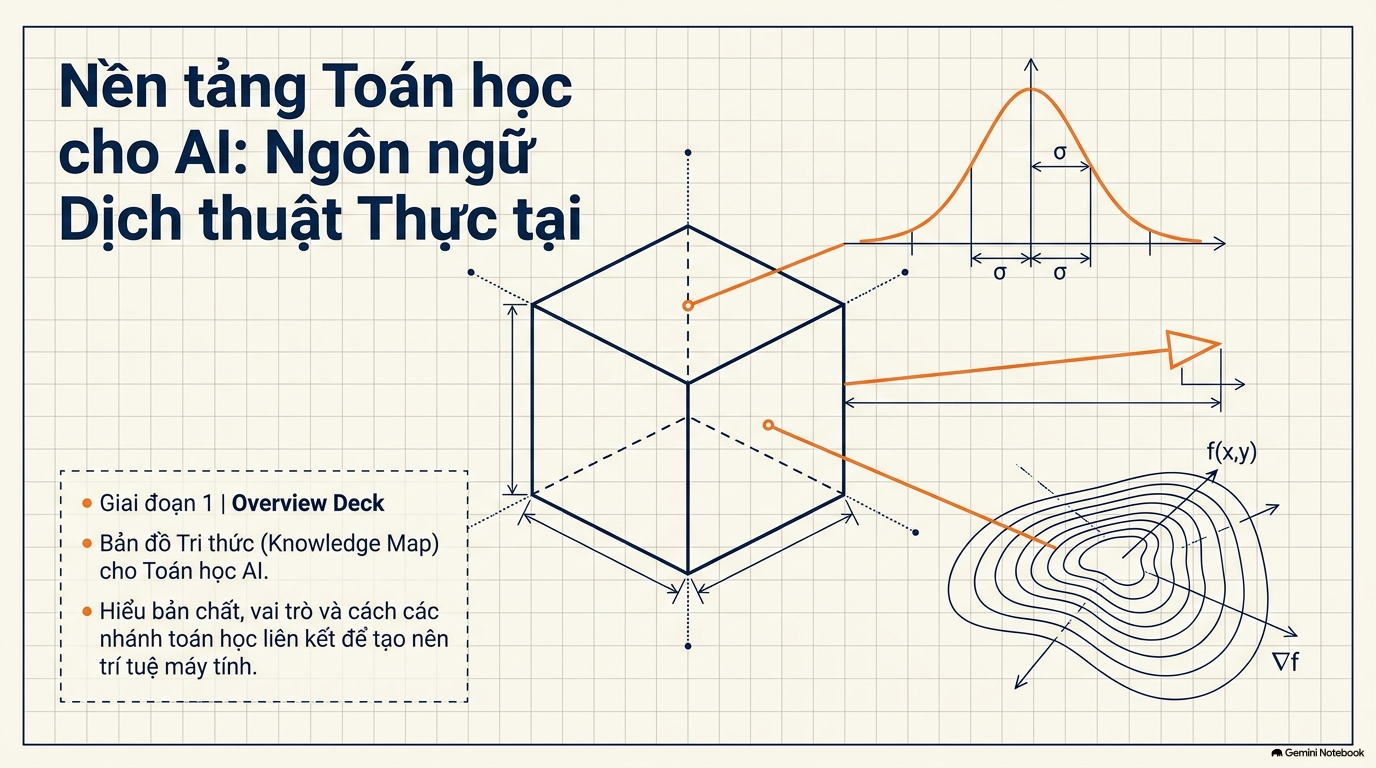 Nền tảng Toán học
cho AI: Ngôn ngữ
Dịch thuật Thực tại
σ
σ
σ
f(x,y)
∇f
• Giai đoạn 1 | Overview Deck
• Bản đồ Tri thức (Knowledge Map)
cho Toán học AI.
• Hiểu bản chất, vai trò và cách các
nhánh toán học liên kết để tạo nên
trí tuệ máy tính.
Gemini Notebook